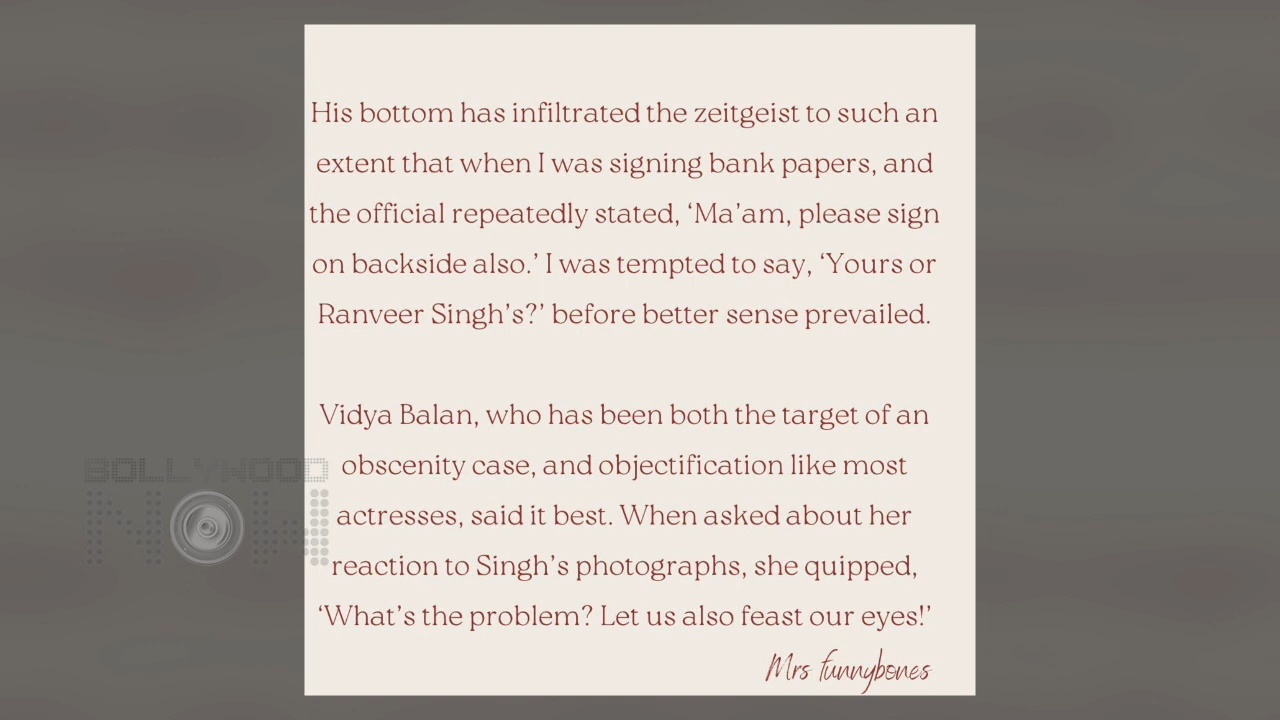 His bottom has infiltrated the zeitgeist to such an
extent that when I was signing bank papers, and
the official repeatedly stated, ‘Ma’am, please sign
on backside also.’ I was tempted to say, ‘Yours or
Ranveer Singh’s?’ before better sense prevailed.
Vidya Balan, who has been both the target of an
obscenity case, and objectification like most
actresses, said it best. When asked about her
reaction to Singh’s photographs, she quipped,
‘What’s the problem? Let us also feast our eyes!’
Mrs funnybones
BOLLYWOOD
NOW